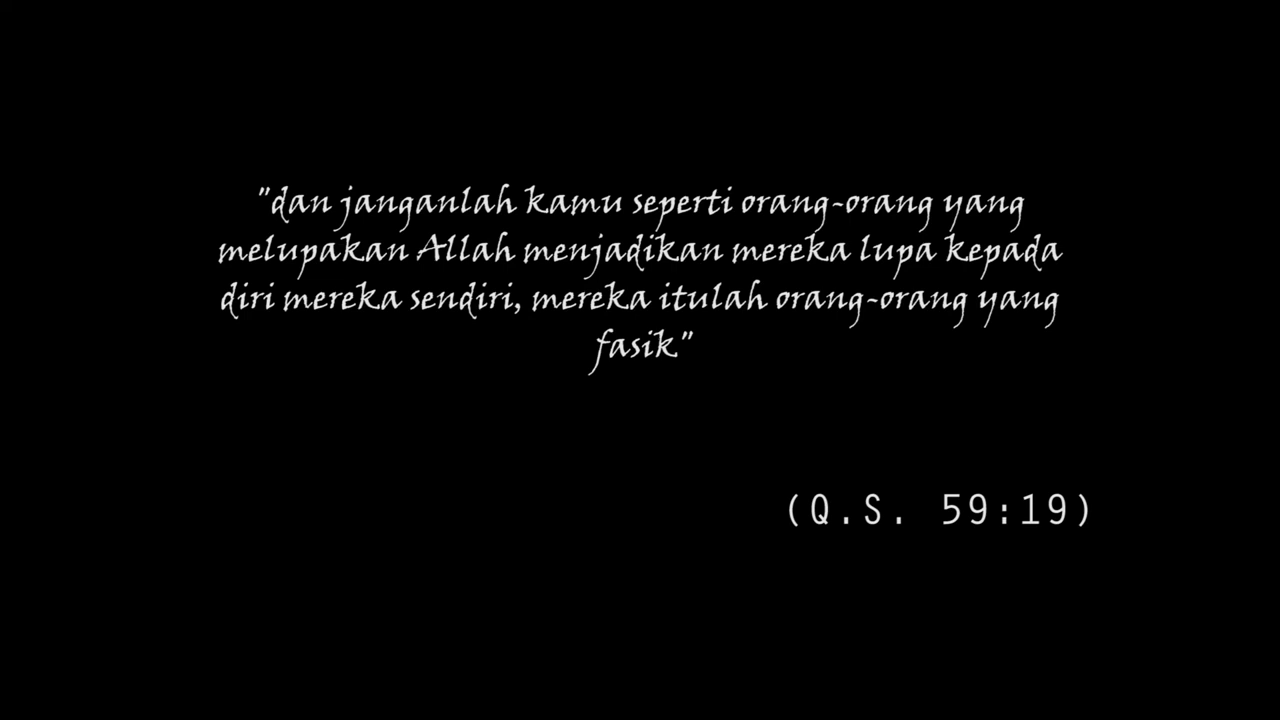 "dan janganlah kamu seperti orang-orang yang
melupakan Allah menjadikan mereka lupa kepada
diri mereka sendiri, mereka itulah orang-orang yang
fasik"
(Q.S. 59:19)